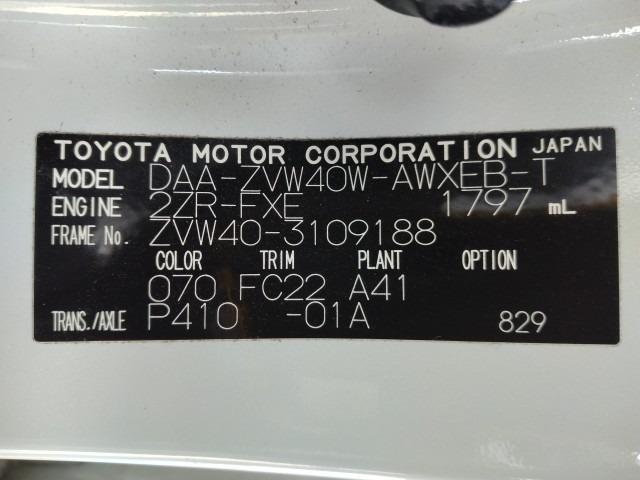 TOYOTA MOTOR CORPORATION JAPAN
MODEL DAA-ZVW40W-AWXEB-T
ENGINE 2ZR-FXE 1797 mL
FRAME No. ZVW40-3109188
COLOR TRIM PLANT OPTION
070 FC22 A41
TRANS./AXLE P410 -01A 829